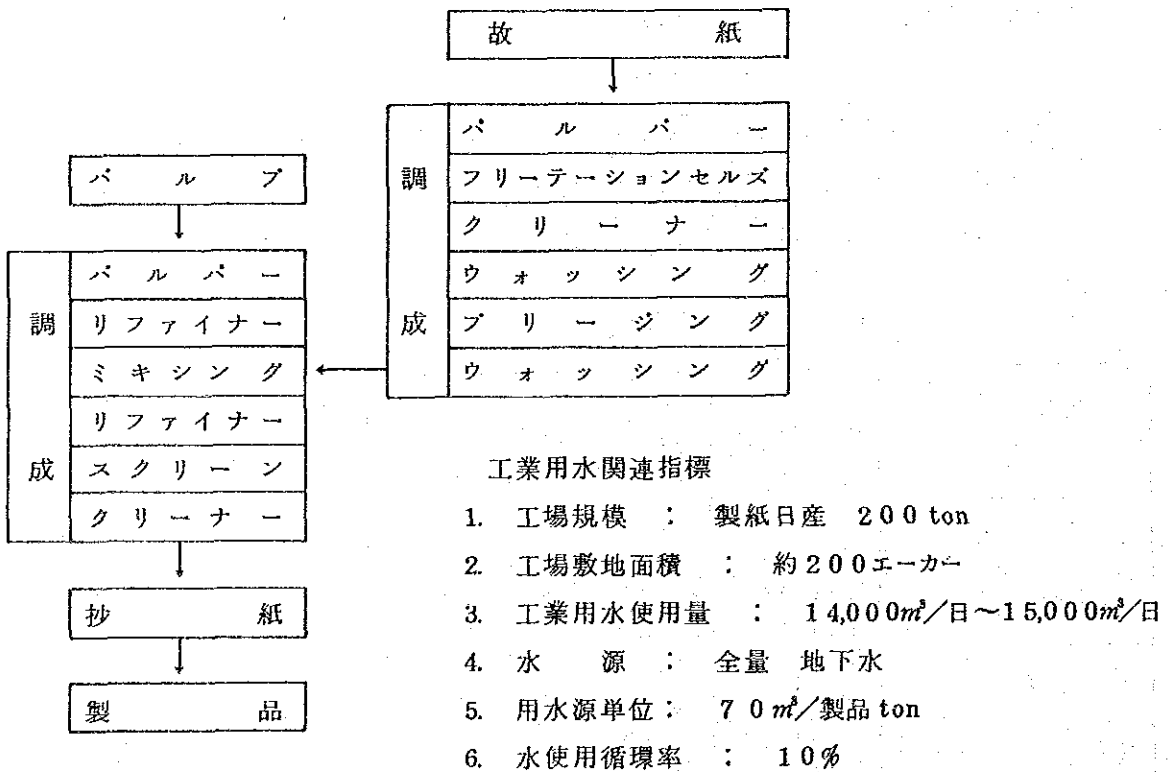 故紙
調成
パルパー
フリーテーションセルズ
クリーナー
ウォッシング
ブリージング
ウォッシング
パルプ
調成
パルパー
リファイナー
ミキシング
リファイナー
スクリーン
クリーナー
抄紙
製品
工業用水関連指標
1. 工場規模 : 製紙日産 200ton
2. 工場敷地面積 : 約200エーカー
3. 工業用水使用量 : 14,000㎥/日~15,000㎥/日
4. 水源 : 全量 地下水
5. 用水源単位: 70㎥/製品ton
6. 水使用循環率 : 10%